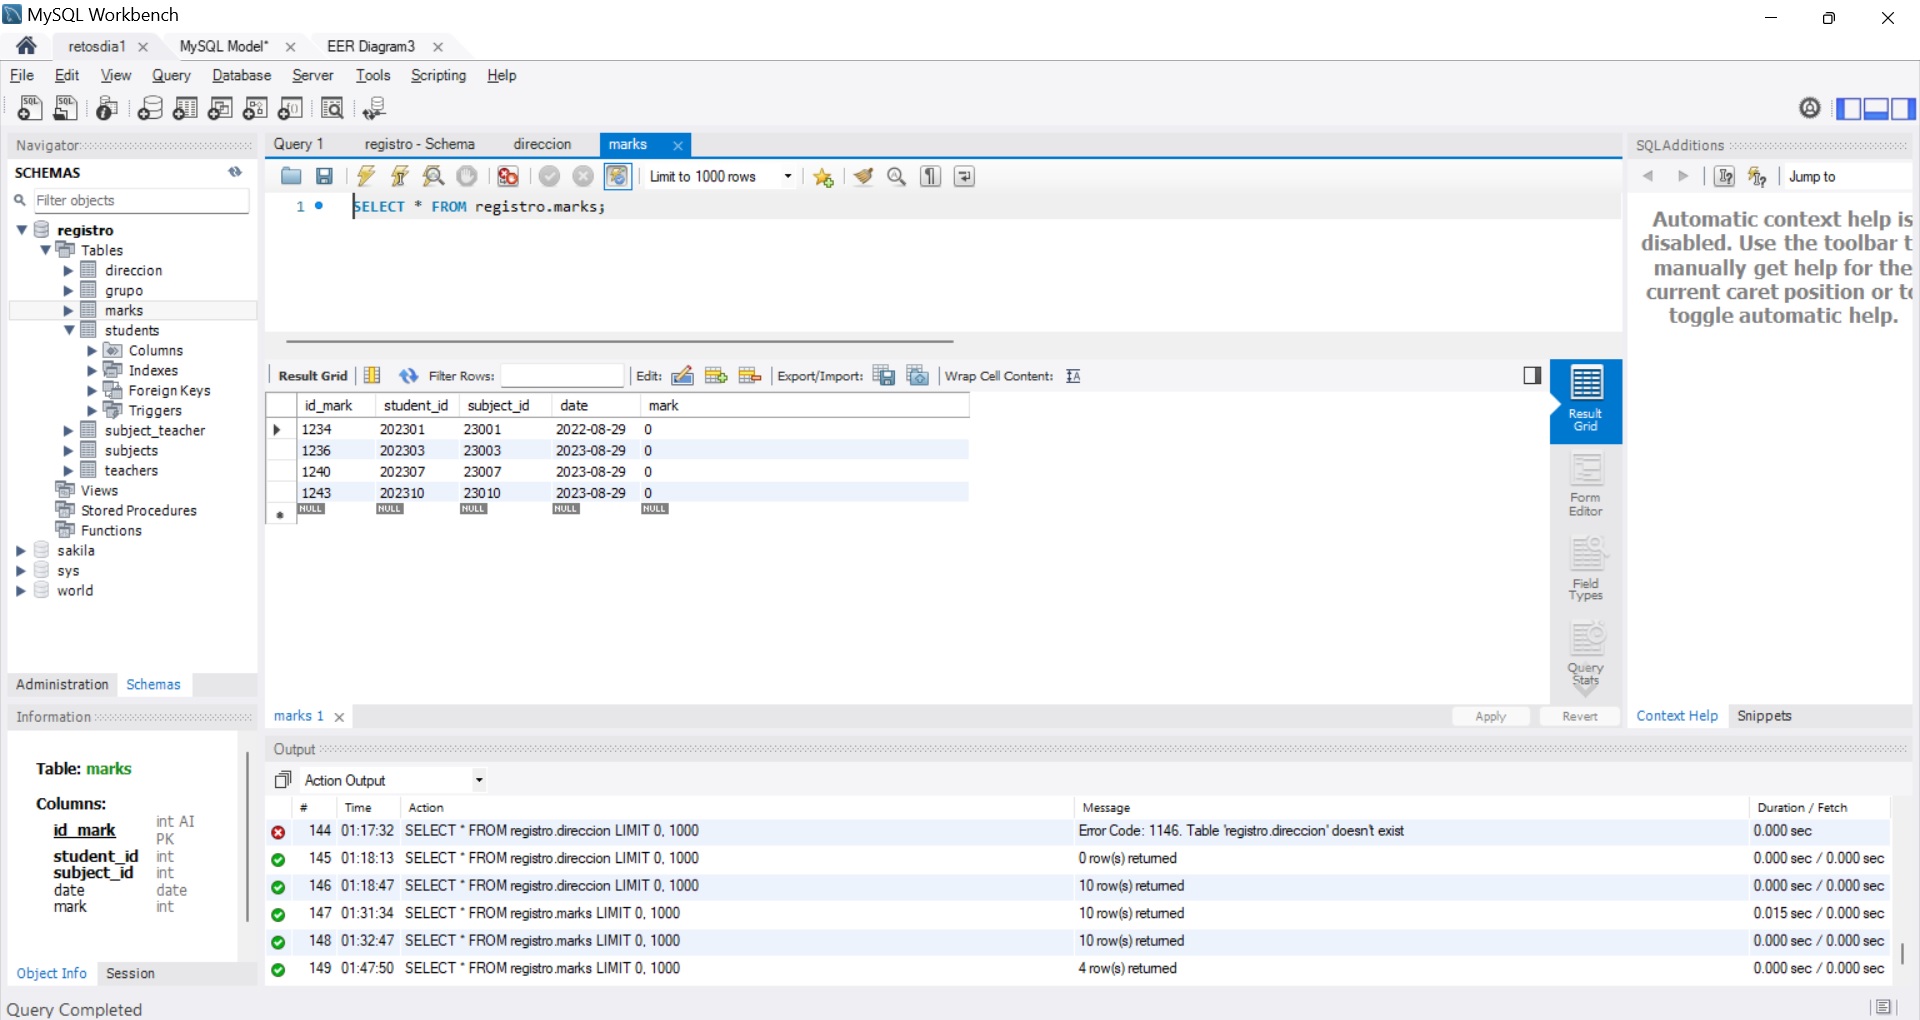 MySQL Workbench
retosdia1
MySQL Model*
EER Diagram3
File Edit View Query Database Server Tools Scripting Help
Navigator
SCHEMAS
Filter objects
registro
Tables
direccion
grupo
marks
students
Columns
Indexes
Foreign Keys
Triggers
subject_teacher
subjects
teachers
Views
Stored Procedures
Functions
sakila
sys
world
Administration Schemas
Information
Table: marks
Columns:
id_mark int AI PK
student_id int
subject_id int
date date
mark int
Object Info Session
Query Completed
Query 1 registro - Schema direccion marks
Limit to 1000 rows
1 SELECT * FROM registro.marks;
Result Grid Filter Rows: Edit: Export/Import: Wrap Cell Content:
id_mark student_id subject_id date mark
1234 202301 23001 2022-08-29 0
1236 202303 23003 2023-08-29 0
1240 202307 23007 2023-08-29 0
1243 202310 23010 2023-08-29 0
NULL NULL NULL NULL NULL
Result Grid
Form Editor
Field Types
Query Stats
marks 1
Apply Revert
SQLAdditions
Jump to
Automatic context help is
disabled. Use the toolbar t
manually get help for the
current caret position or to
toggle automatic help.
Context Help Snippets
Output
Action Output
# Time Action Message Duration / Fetch
144 01:17:32 SELECT * FROM registro.direccion LIMIT 0, 1000 Error Code: 1146. Table 'registro.direccion' doesn't exist 0.000 sec
145 01:18:13 SELECT * FROM registro.direccion LIMIT 0, 1000 0 row(s) returned 0.000 sec / 0.000 sec
146 01:18:47 SELECT * FROM registro.direccion LIMIT 0, 1000 10 row(s) returned 0.000 sec / 0.000 sec
147 01:31:34 SELECT * FROM registro.marks LIMIT 0, 1000 10 row(s) returned 0.015 sec / 0.000 sec
148 01:32:47 SELECT * FROM registro.marks LIMIT 0, 1000 10 row(s) returned 0.000 sec / 0.000 sec
149 01:47:50 SELECT * FROM registro.marks LIMIT 0, 1000 4 row(s) returned 0.000 sec / 0.000 sec